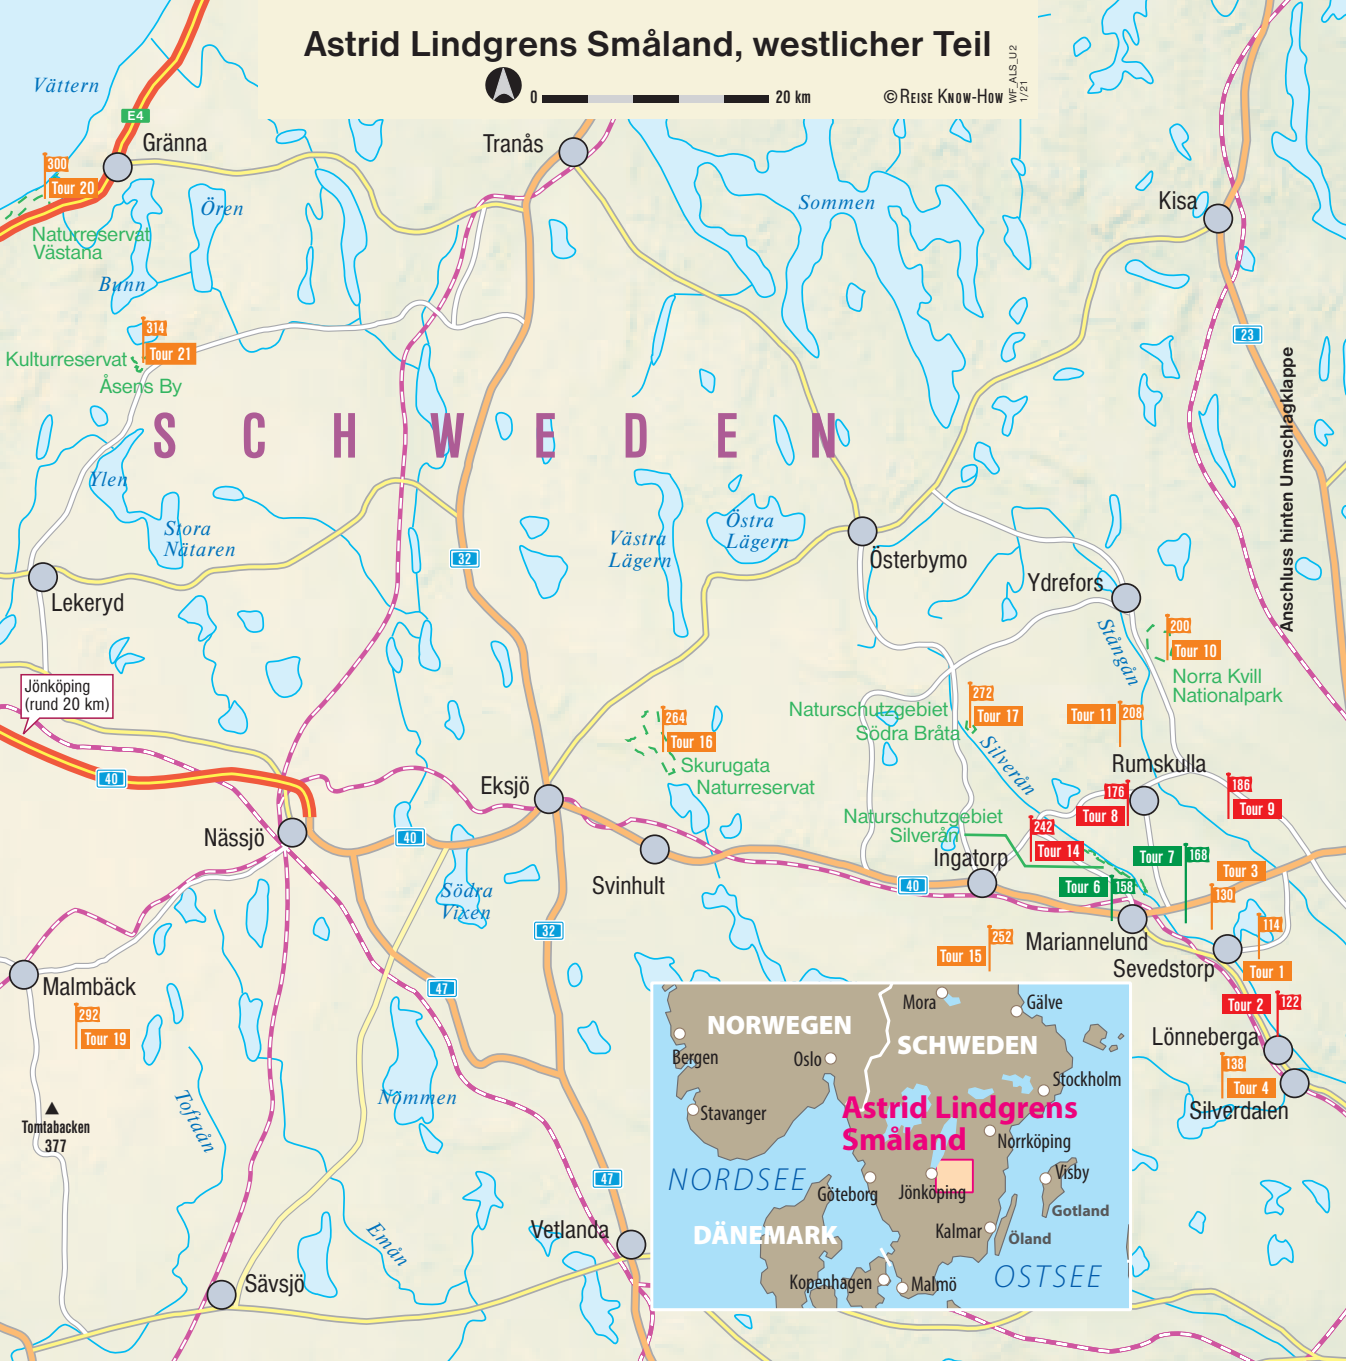 Astrid Lindgrens Småland, westlicher Teil
0
20 km
© REISE KNOW-HOW
WF_ALS_U2
1/21
Vättern
E4
Gränna
Tranås
300
Tour 20
Ören
Sommen
Kisa
Naturreservat
Västana
Bunn
314
Tour 21
23
Kulturreservat
Åsens By
Anschluss hinten Umschlagklappe
SCHWEDEN
Ylen
Stora
Nätaren
Västra
Lägern
Östra
Lägern
32
Österbymo
Lekeryd
Ydrefors
Stångån
200
Tour 10
Norra Kvill
Nationalpark
Jönköping
(rund 20 km)
264
Tour 16
Skurugata
Naturreservat
Naturschutzgebiet
Södra Bråta
272
Tour 17
Silverån
Tour 11
208
Rumskulla
40
Eksjö
176
Tour 8
186
Tour 9
Nässjö
40
Naturschutzgebiet
Silverån
242
Tour 14
Tour 7
168
Svinhult
Ingatorp
40
Tour 6
158
Tour 3
130
Södra
Vixen
32
Mariannelund
114
Tour 1
Sevedstorp
252
Tour 15
Malmbäck
47
292
Tour 19
Tour 2
122
Lönneberga
138
Tour 4
Silverdalen
Nömmen
Toftaån
Tomtabacken
377
47
Vetlanda
Emån
Sävsjö
Mora
Gälve
NORWEGEN
SCHWEDEN
Bergen
Oslo
Stockholm
Astrid Lindgrens
Småland
Stavanger
Norrköping
NORDSEE
Göteborg
Jönköping
Visby
Gotland
DÄNEMARK
Kalmar
Öland
Kopenhagen
Malmö
OSTSEE